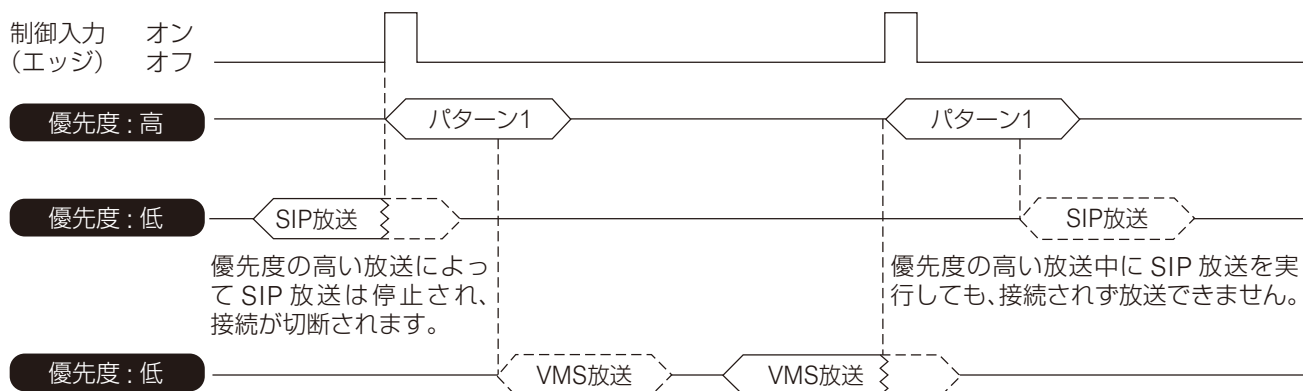 制御入力 オン
（エッジ） オフ
優先度：高
パターン1
パターン1
優先度：低
SIP放送
SIP放送
優先度の高い放送によっ
て SIP 放送は停止され、
接続が切断されます。
優先度の高い放送中に SIP 放送を実
行しても、接続されず放送できません。
優先度：低
VMS放送
VMS放送